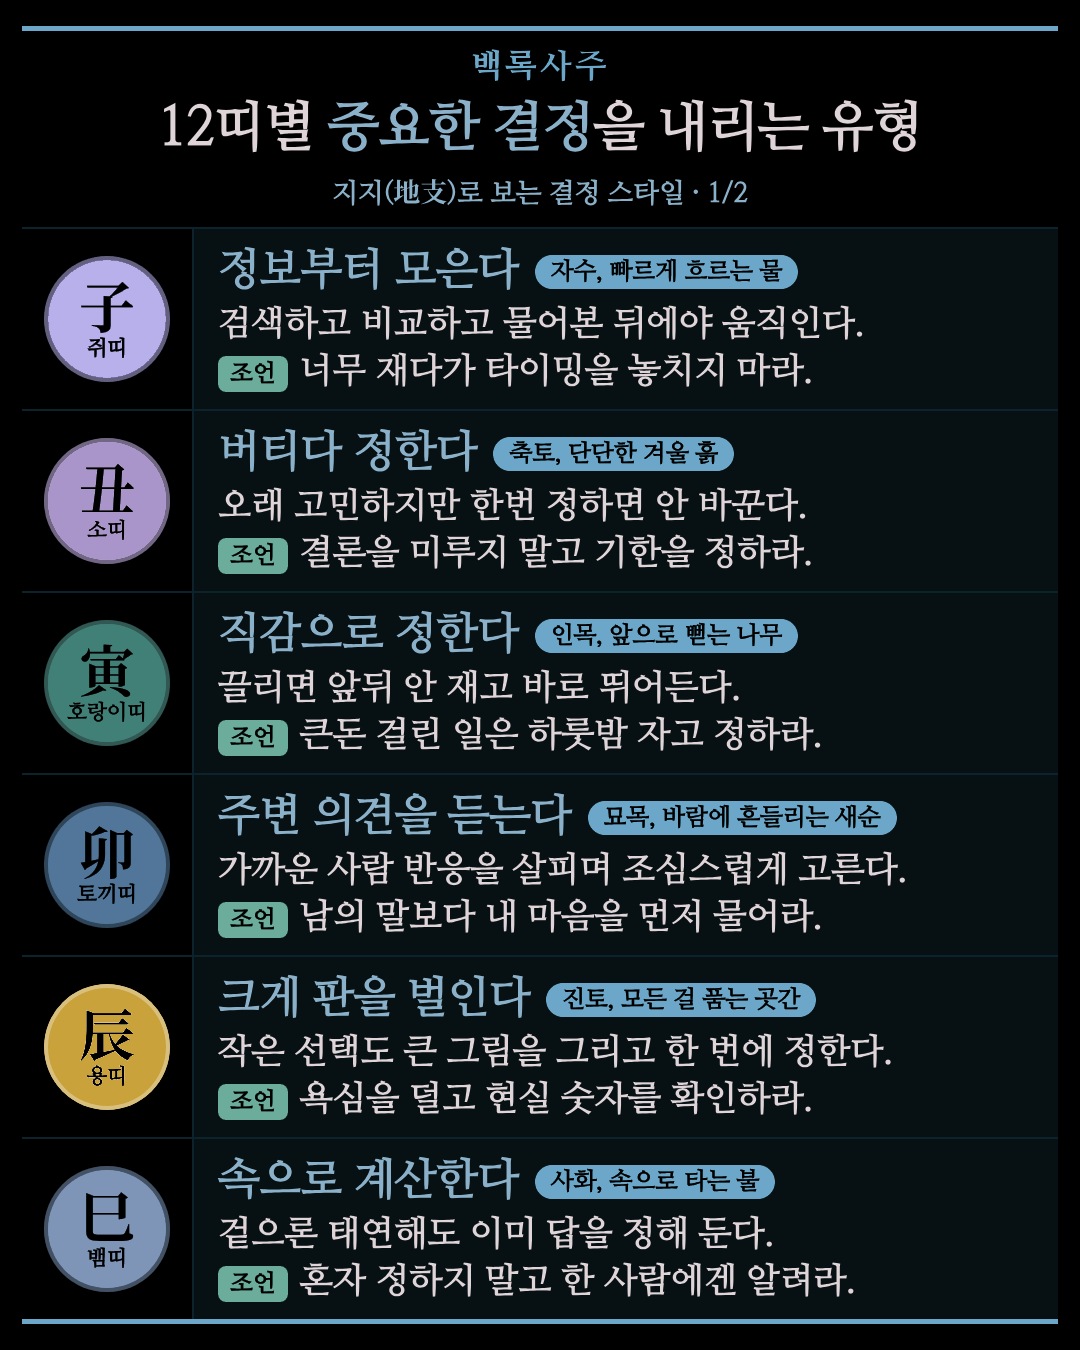 백록사주
12띠별 중요한 결정을 내리는 유형
지지(地支)로 보는 결정 스타일 · 1/2
子
쥐띠
정보부터 모은다 자수, 빠르게 흐르는 물
검색하고 비교하고 물어본 뒤에야 움직인다.
조언 너무 재다가 타이밍을 놓치지 마라.
丑
소띠
버티다 정한다 축토, 단단한 겨울 흙
오래 고민하지만 한번 정하면 안 바꾼다.
조언 결론을 미루지 말고 기한을 정하라.
寅
호랑이띠
직감으로 정한다 인목, 앞으로 뻗는 나무
끌리면 앞뒤 안 재고 바로 뛰어든다.
조언 큰돈 걸린 일은 하룻밤 자고 정하라.
卯
토끼띠
주변 의견을 듣는다 묘목, 바람에 흔들리는 새순
가까운 사람 반응을 살피며 조심스럽게 고른다.
조언 남의 말보다 내 마음을 먼저 물어라.
辰
용띠
크게 판을 벌인다 진토, 모든 걸 품는 곳간
작은 선택도 큰 그림을 그리고 한 번에 정한다.
조언 욕심을 덜고 현실 숫자를 확인하라.
巳
뱀띠
속으로 계산한다 사화, 속으로 타는 불
겉으론 태연해도 이미 답을 정해 둔다.
조언 혼자 정하지 말고 한 사람에겐 알려라.